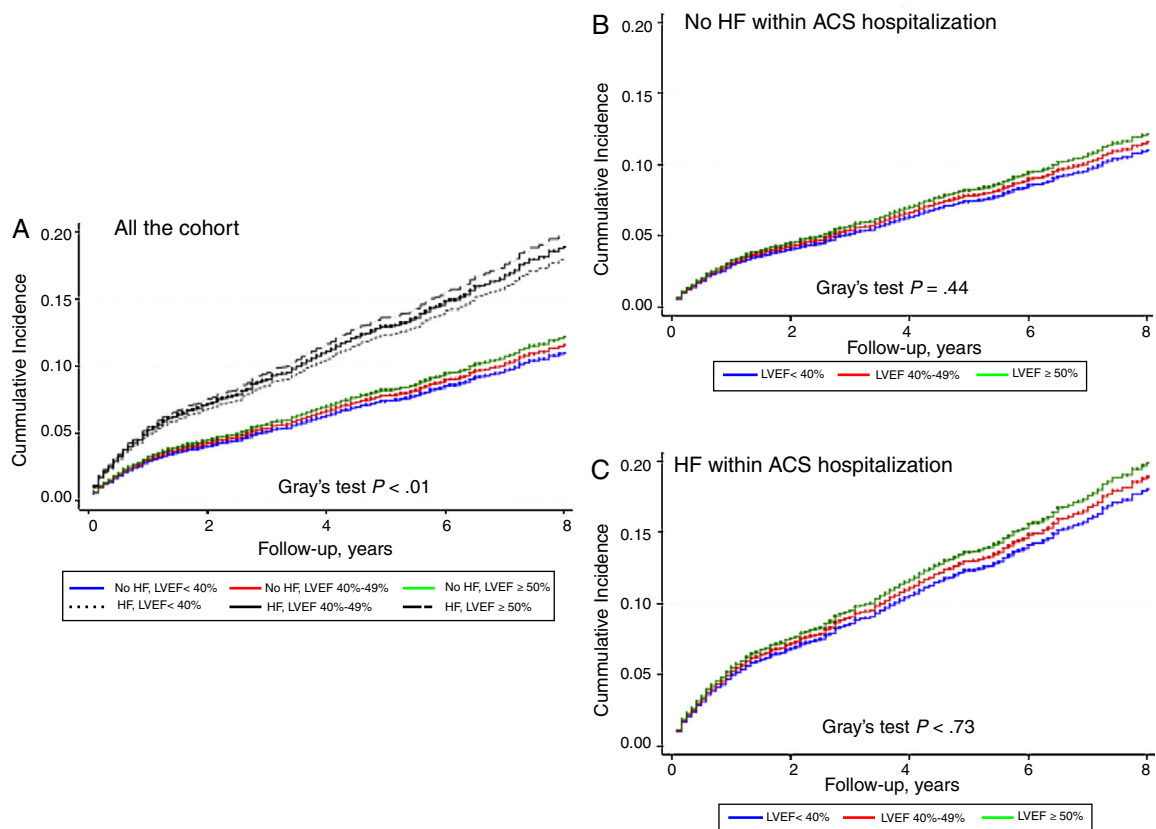 A
All the cohort
Cummulative Incidence
0.20
0.15
0.10
0.05
0.00
Gray's test P < .01
0 2 4 6 8
Follow-up, years
No HF, LVEF< 40% No HF, LVEF 40%-49% No HF, LVEF ≥ 50%
HF, LVEF< 40% HF, LVEF 40%-49% HF, LVEF ≥ 50%
B
No HF within ACS hospitalization
Cummulative Incidence
0.20
0.15
0.10
0.05
0.00
Gray's test P = .44
0 2 4 6 8
Follow-up, years
LVEF< 40% LVEF 40%-49% LVEF ≥ 50%
C
HF within ACS hospitalization
Cummulative Incidence
0.20
0.15
0.10
0.05
0.00
Gray's test P < .73
0 2 4 6 8
Follow-up, years
LVEF< 40% LVEF 40%-49% LVEF ≥ 50%